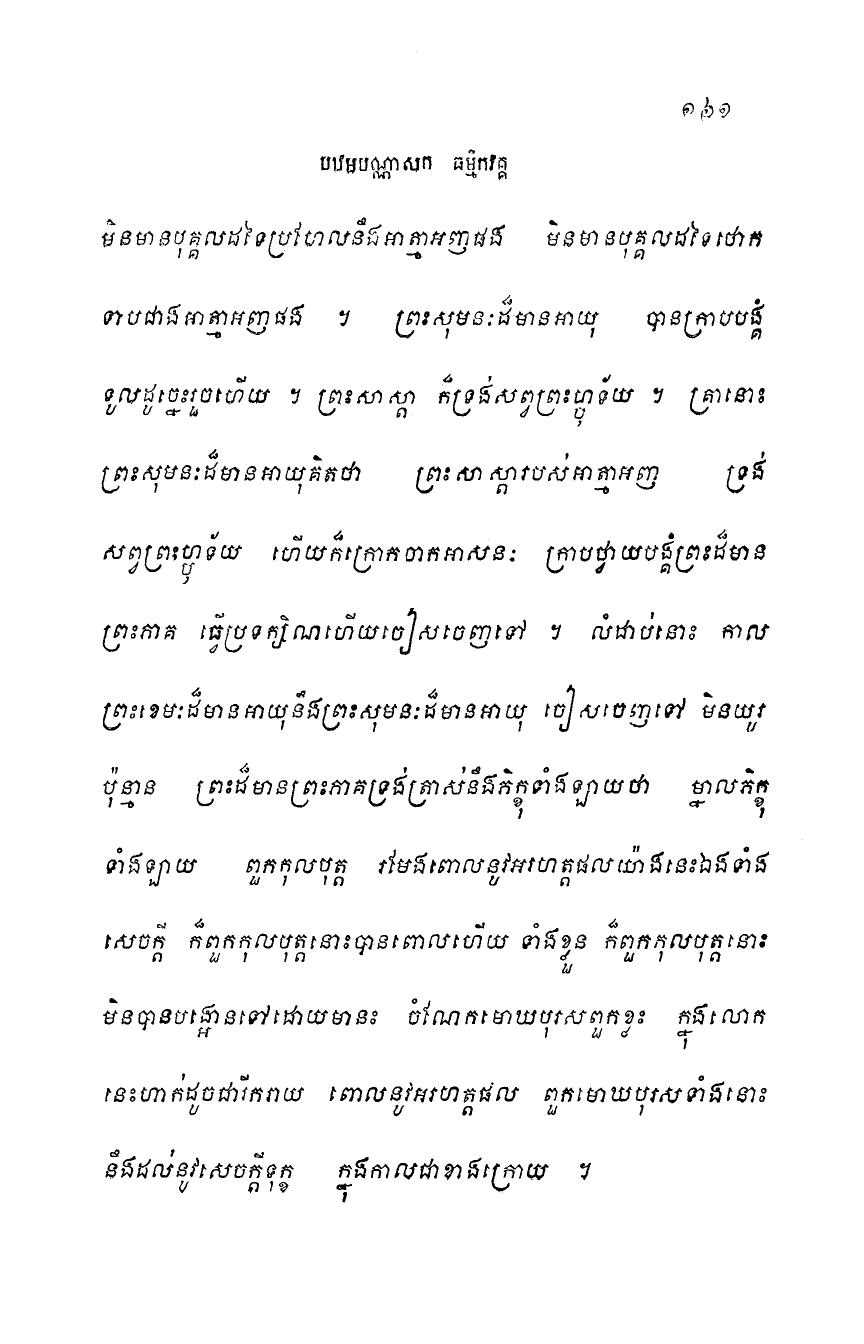 ១៦១
បឋមបណ្ណាសក ធម្មិកវគ្គ
មិនមានបុគ្គលដទៃប្រហែលនឹងអាត្មាអញផង មិនមានបុគ្គលដទៃថោក
ទាបជាងអាត្មាអញផង ។ ព្រះសុមនៈដ៏មានអាយុ បានក្រាបបង្គំ
ទូលដូច្នេះរួចហើយ ។ ព្រះសាស្តា ក៏ទ្រង់សព្វព្រះហ្ឫទ័យ ។ គ្រានោះ
ព្រះសុមនៈដ៏មានអាយុគិតថា ព្រះសាស្តារបស់អាត្មាអញ ទ្រង់
សព្វព្រះហ្ឫទ័យ ហើយក៏ក្រោកចាកអាសនៈ ក្រាបថ្វាយបង្គំព្រះដ៏មាន
ព្រះភាគ ធ្វើប្រទក្សិណហើយចៀសចេញទៅ ។ លំដាប់នោះ កាល
ព្រះខេមៈដ៏មានអាយុនឹងព្រះសុមនៈដ៏មានអាយុ ចៀសចេញទៅ មិនយូរ
ប៉ុន្មាន ព្រះដ៏មានព្រះភាគទ្រង់ត្រាស់នឹងភិក្ខុទាំងឡាយថា ម្នាលភិក្ខុ
ទាំងឡាយ ពួកកុលបុត្ត រមែងពោលនូវអរហត្តផលយ៉ាងនេះឯងទាំង
សេចក្តី ក៏ពួកកុលបុត្តនោះបានពោលហើយ ទាំងខ្លួន ក៏ពួកកុលបុត្តនោះ
មិនបានបង្អោនទៅដោយមានះ ចំណែកមោឃបុរសពួកខ្លះ ក្នុងលោក
នេះហាក់ដូចជារីករាយ ពោលនូវអរហត្តផល ពួកមោឃបុរសទាំងនោះ
នឹងដល់នូវសេចក្តីទុក្ខ ក្នុងកាលជាខាងក្រោយ ។